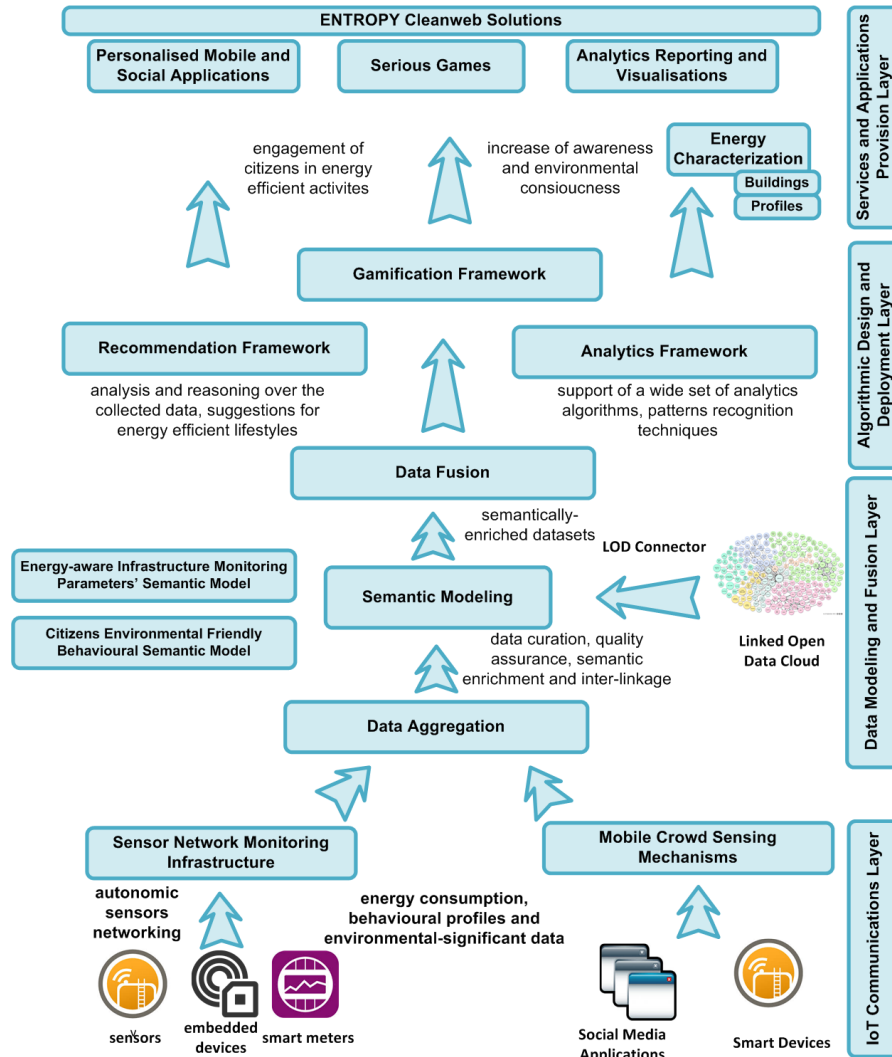 ENTROPY Cleanweb Solutions
Personalised Mobile and
Social Applications
Serious Games
Analytics Reporting and
Visualisations
Services and Applications
Provision Layer
engagement of
citizens in energy
efficient activites
increase of awareness
and environmental
consioucness
Energy
Characterization
Buildings
Profiles
Gamification Framework
Recommendation Framework
Analytics Framework
Algorithmic Design and
Deployment Layer
analysis and reasoning over the
collected data, suggestions for
energy efficient lifestyles
support of a wide set of analytics
algorithms, patterns recognition
techniques
Data Fusion
semantically-
enriched datasets
LOD Connector
Energy-aware Infrastructure Monitoring
Parameters’ Semantic Model
Semantic Modeling
Citizens Environmental Friendly
Behavioural Semantic Model
Linked Open
Data Cloud
Data Modeling and Fusion Layer
data curation, quality
assurance, semantic
enrichment and inter-linkage
Data Aggregation
Sensor Network Monitoring
Infrastructure
Mobile Crowd Sensing
Mechanisms
IoT Communications Layer
autonomic
sensors
networking
energy consumption,
behavioural profiles and
environmental-significant data
sensors
embedded
devices
smart meters
Social Media
Applications
Smart Devices